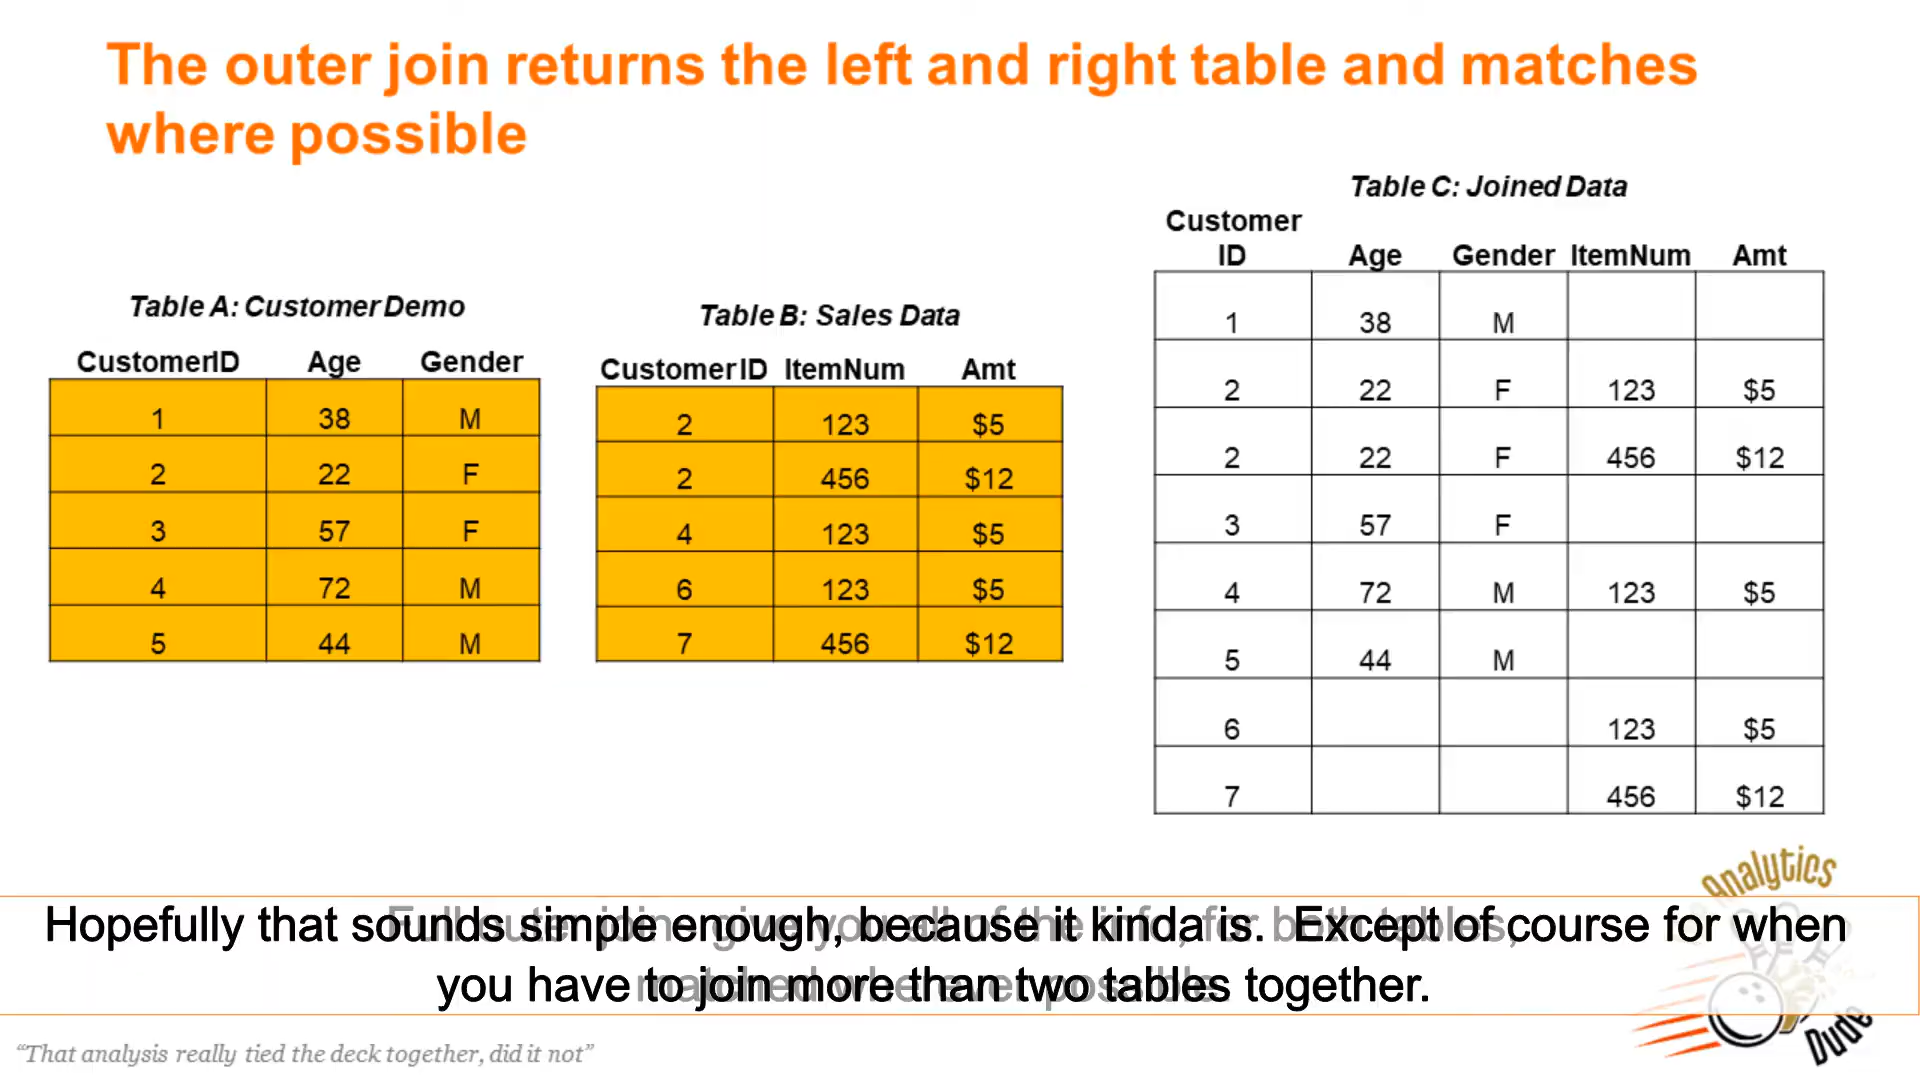 The outer join returns the left and right table and matches
where possible
Table A: Customer Demo
CustomerID Age Gender
1 38 M
2 22 F
3 57 F
4 72 M
5 44 M
Table B: Sales Data
CustomerID ItemNum Amt
2 123 $5
2 456 $12
4 123 $5
6 123 $5
7 456 $12
Table C: Joined Data
Customer
ID Age Gender ItemNum Amt
1 38 M
2 22 F 123 $5
2 22 F 456 $12
3 57 F
4 72 M 123 $5
5 44 M
6 123 $5
7 456 $12
Hopefully that sounds simple enough, because it kinda is. Except of course for when
you have to join more than two tables together.
Analytics
Dude
“That analysis really tied the deck together, did it not”